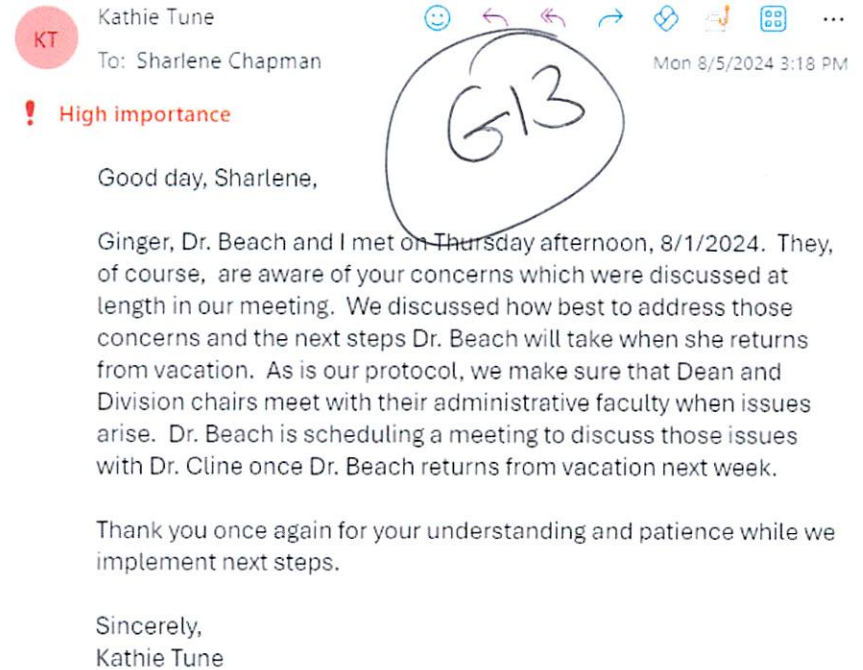 Kathie Tune
KT
To: Sharlene Chapman
Mon 8/5/2024 3:18 PM
! High importance
G13
Good day, Sharlene,
Ginger, Dr. Beach and I met on Thursday afternoon, 8/1/2024. They,
of course, are aware of your concerns which were discussed at
length in our meeting. We discussed how best to address those
concerns and the next steps Dr. Beach will take when she returns
from vacation. As is our protocol, we make sure that Dean and
Division chairs meet with their administrative faculty when issues
arise. Dr. Beach is scheduling a meeting to discuss those issues
with Dr. Cline once Dr. Beach returns from vacation next week.
Thank you once again for your understanding and patience while we
implement next steps.
Sincerely,
Kathie Tune